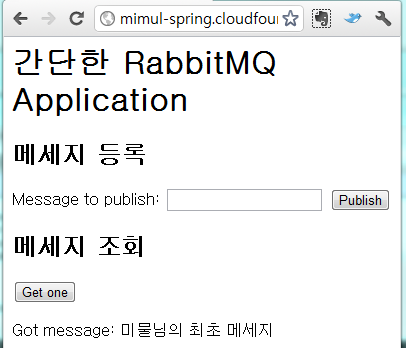 mimul-spring.cloudfou
간단한 RabbitMQ
Application
메세지 등록
Message to publish: Publish
메세지 조회
Get one
Got message: 미물님의 최초 메세지